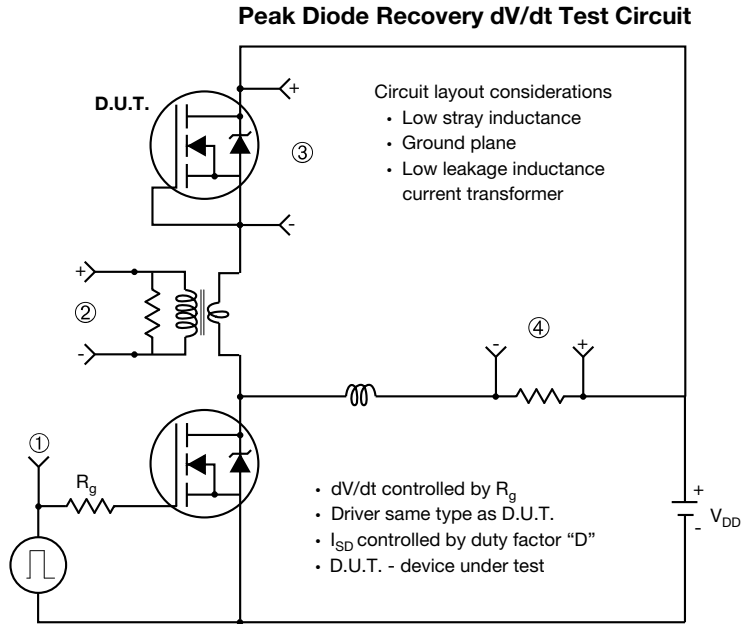 Peak Diode Recovery dV/dt Test Circuit
D.U.T.
+
-
③
Circuit layout considerations
• Low stray inductance
• Ground plane
• Low leakage inductance
current transformer
+
②
-
④
-
+
①
Rg
• dV/dt controlled by Rg
• Driver same type as D.U.T.
• ISD controlled by duty factor “D”
• D.U.T. - device under test
+
-
VDD